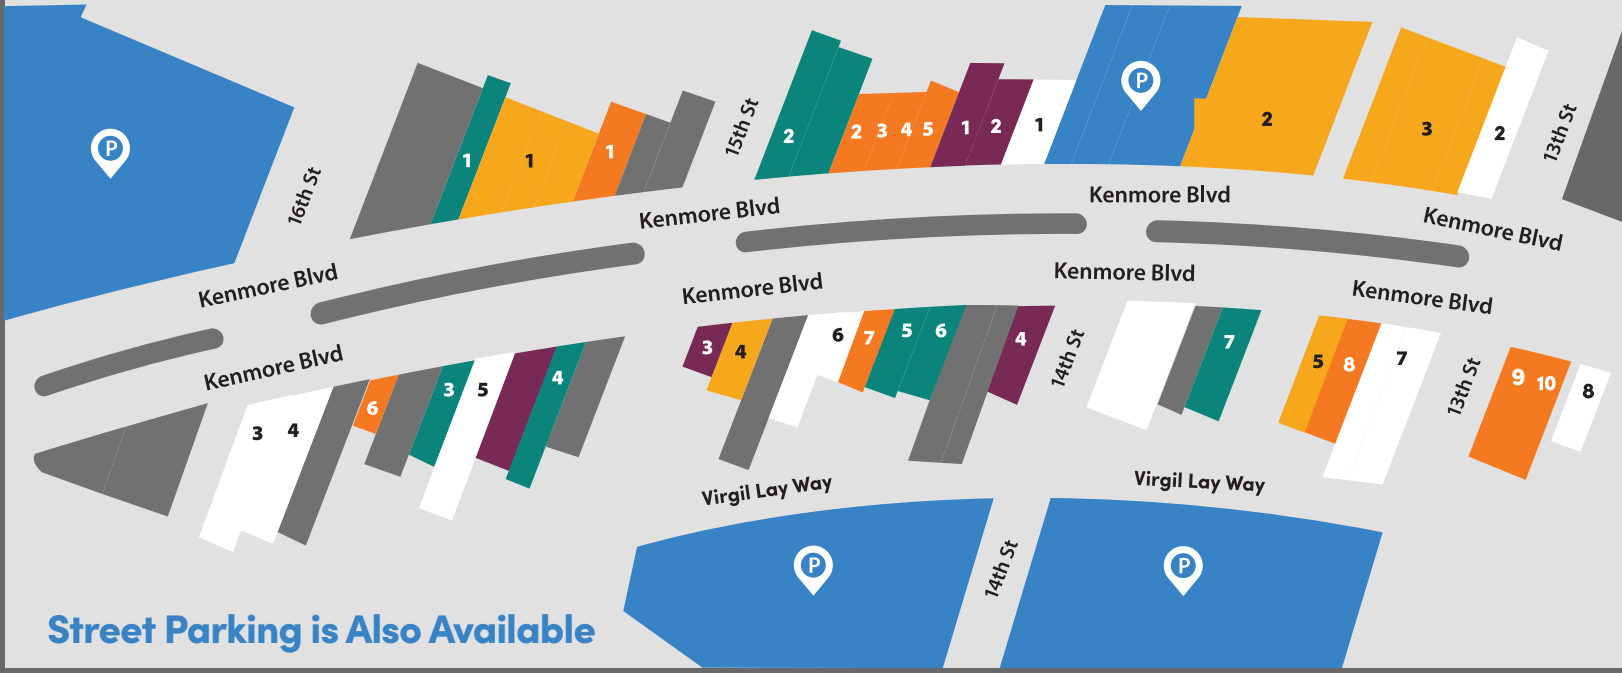 P
16th St
1
1
1
15th St
2
2
3
4
5
1
2
1
P
2
3
2
13th St
Kenmore Blvd
Kenmore Blvd
Kenmore Blvd
Kenmore Blvd
Kenmore Blvd
Kenmore Blvd
Kenmore Blvd
Kenmore Blvd
3
4
6
3
5
4
3
4
6
7
5
6
4
14th St
7
5
8
7
13th St
9
10
8
Virgil Lay Way
Virgil Lay Way
P
14th St
P
Street Parking is Also Available